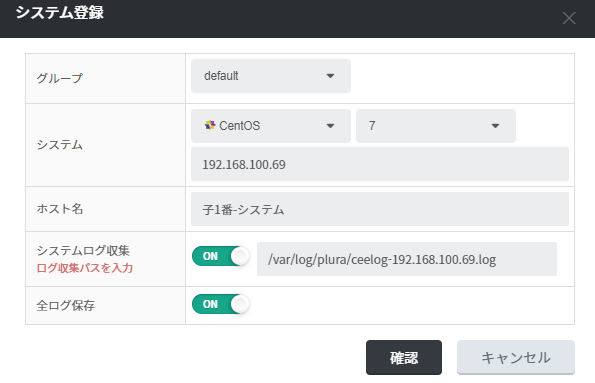 システム登録
グループ
default
システム
CentOS
7
192.168.100.69
ホスト名
子1番-システム
システムログ収集
ログ収集パスを入力
ON
/var/log/plura/ceelog-192.168.100.69.log
全ログ保存
ON
確認
キャンセル